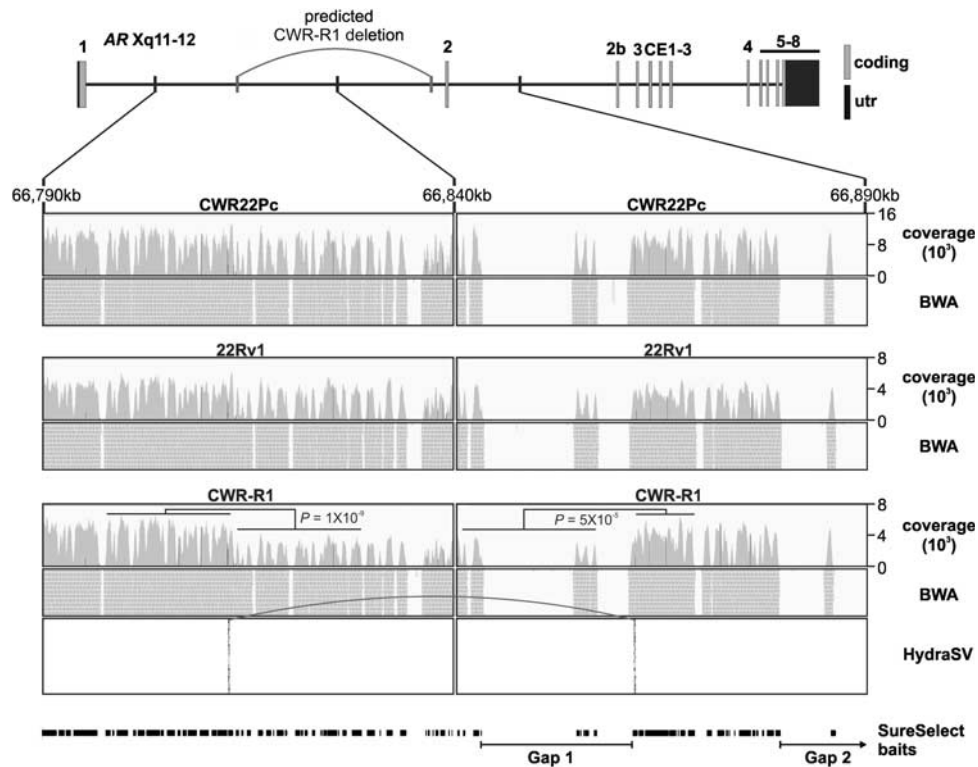 predicted
CWR-R1 deletion
1 AR Xq11-12 2 2b 3 CE1-3 4 5-8
coding
utr
66,790kb 66,840kb 66,890kb
CWR22Pc CWR22Pc
16
8
0
coverage
(10³)
BWA
22Rv1 22Rv1
8
4
0
coverage
(10³)
BWA
CWR-R1 CWR-R1
P = 1X10⁻⁹ P = 5X10⁻⁵
8
4
0
coverage
(10³)
BWA
HydraSV
SureSelect
baits
Gap 1 Gap 2